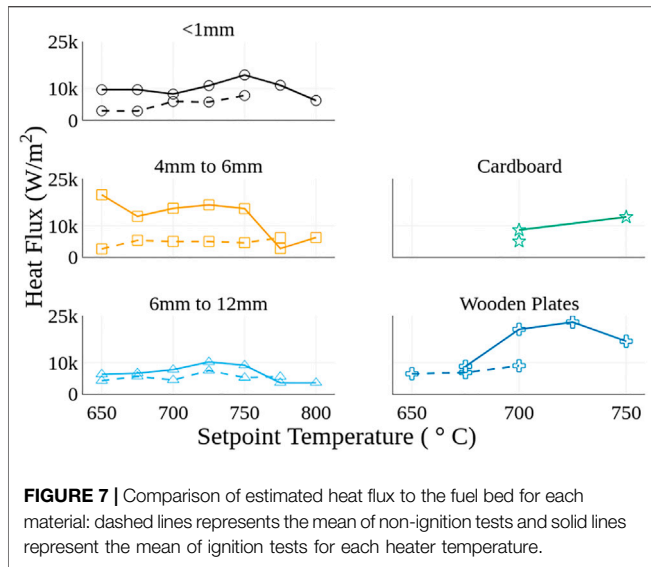 <1mm
25k
10k
0
Heat Flux (W/m²)
4mm to 6mm
25k
10k
0
Cardboard
6mm to 12mm
25k
10k
0
650 700 750 800
Wooden Plates
650 700 750
Setpoint Temperature ( ° C)
FIGURE 7 | Comparison of estimated heat flux to the fuel bed for each
material: dashed lines represents the mean of non-ignition tests and solid lines
represent the mean of ignition tests for each heater temperature.